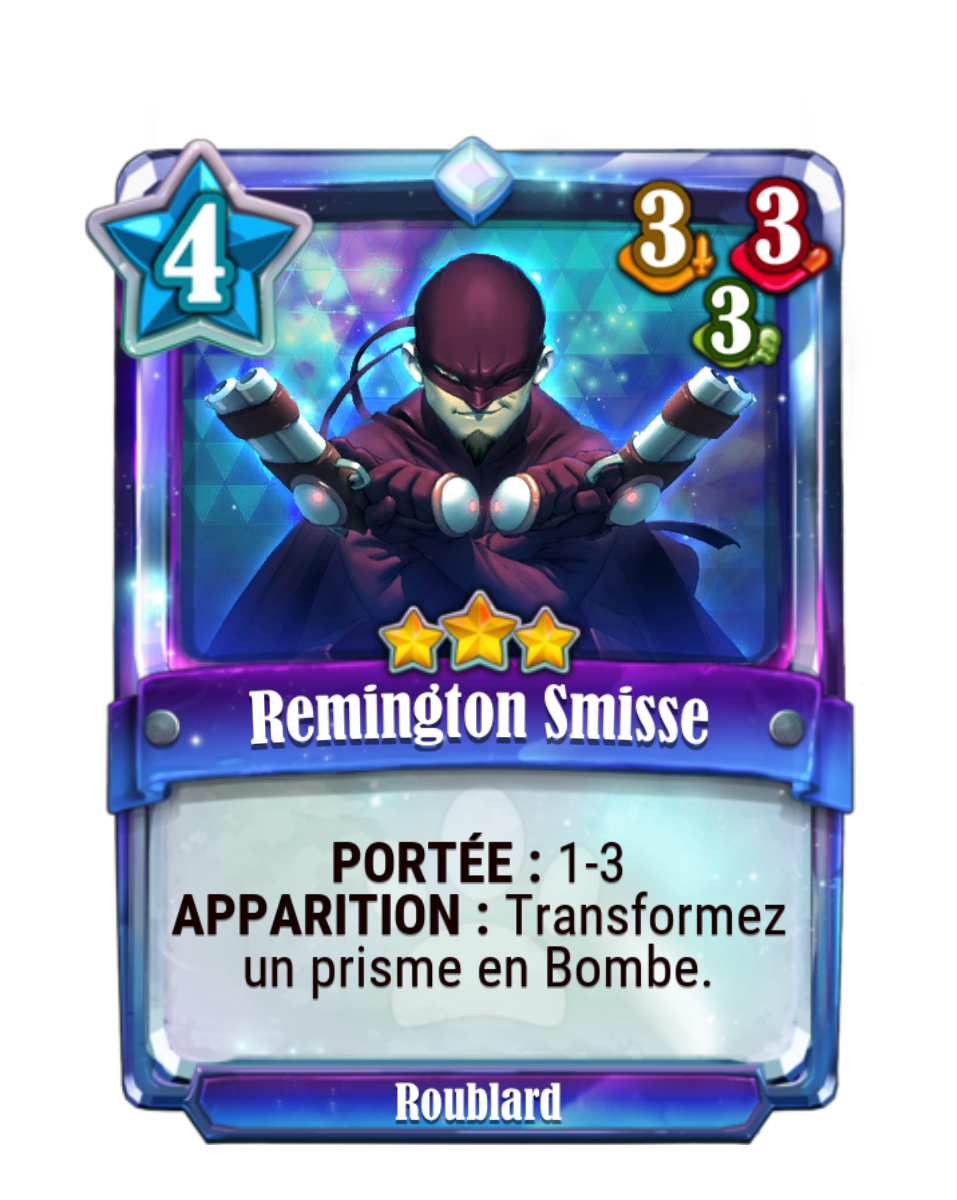 4
3
3
3
Remington Smisse
PORTÉE : 1-3
APPARITION : Transformez
un prisme en Bombe.
Roublard